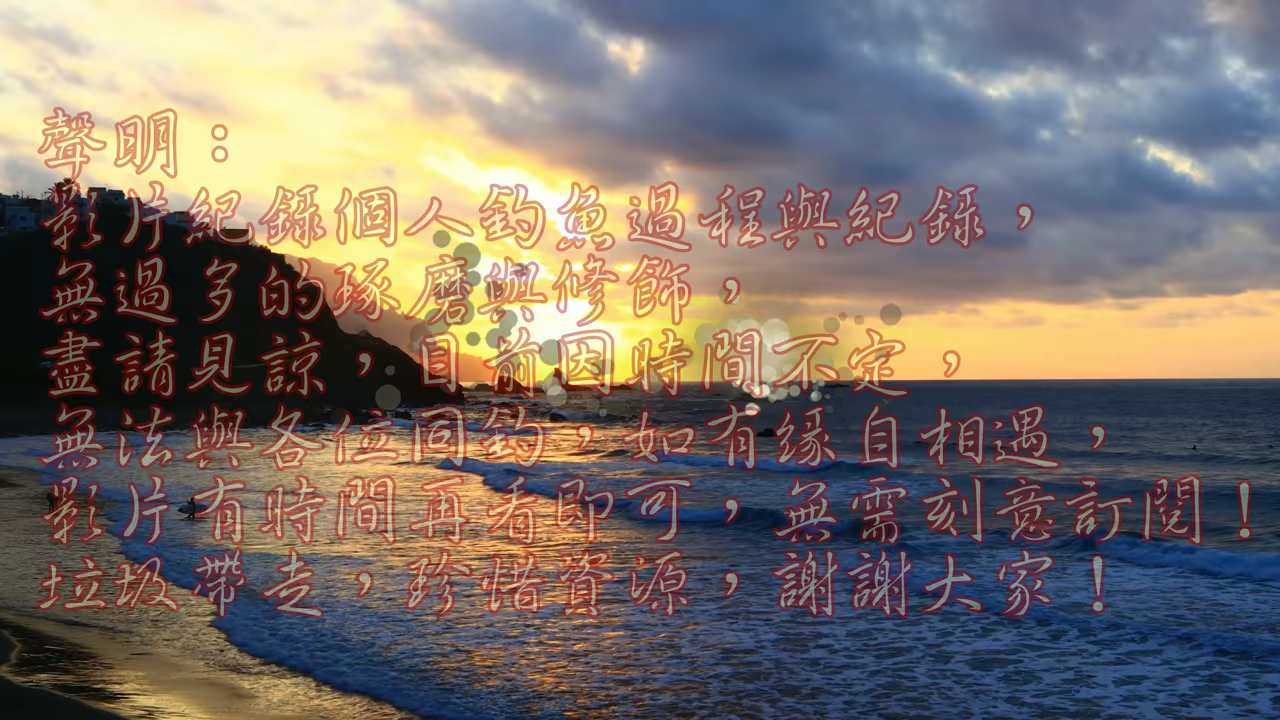 聲明：
影片紀錄個人釣魚過程與紀錄，
無過多的琢磨與修飾，
盡請見諒，目前因時間不定，
無法與各位同釣，如有緣自相遇，
影片有時間再看即可，無需刻意訂閱！
垃圾帶走，珍惜資源，謝謝大家！